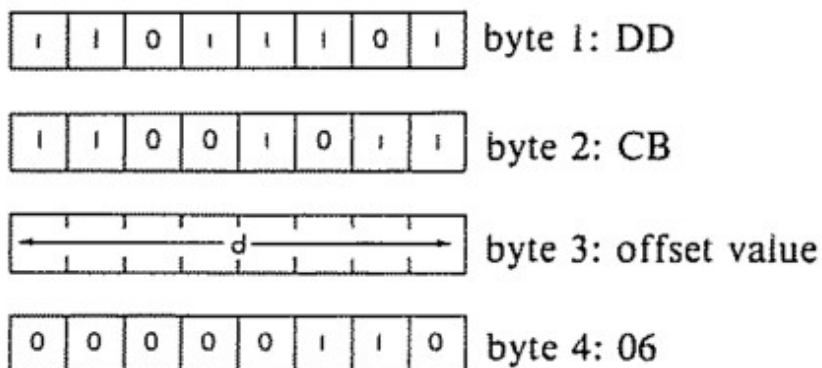 1 1 0 1 1 1 0 1 byte 1: DD
1 1 0 0 1 0 1 1 byte 2: CB
d byte 3: offset value
0 0 0 0 0 1 1 0 byte 4: 06